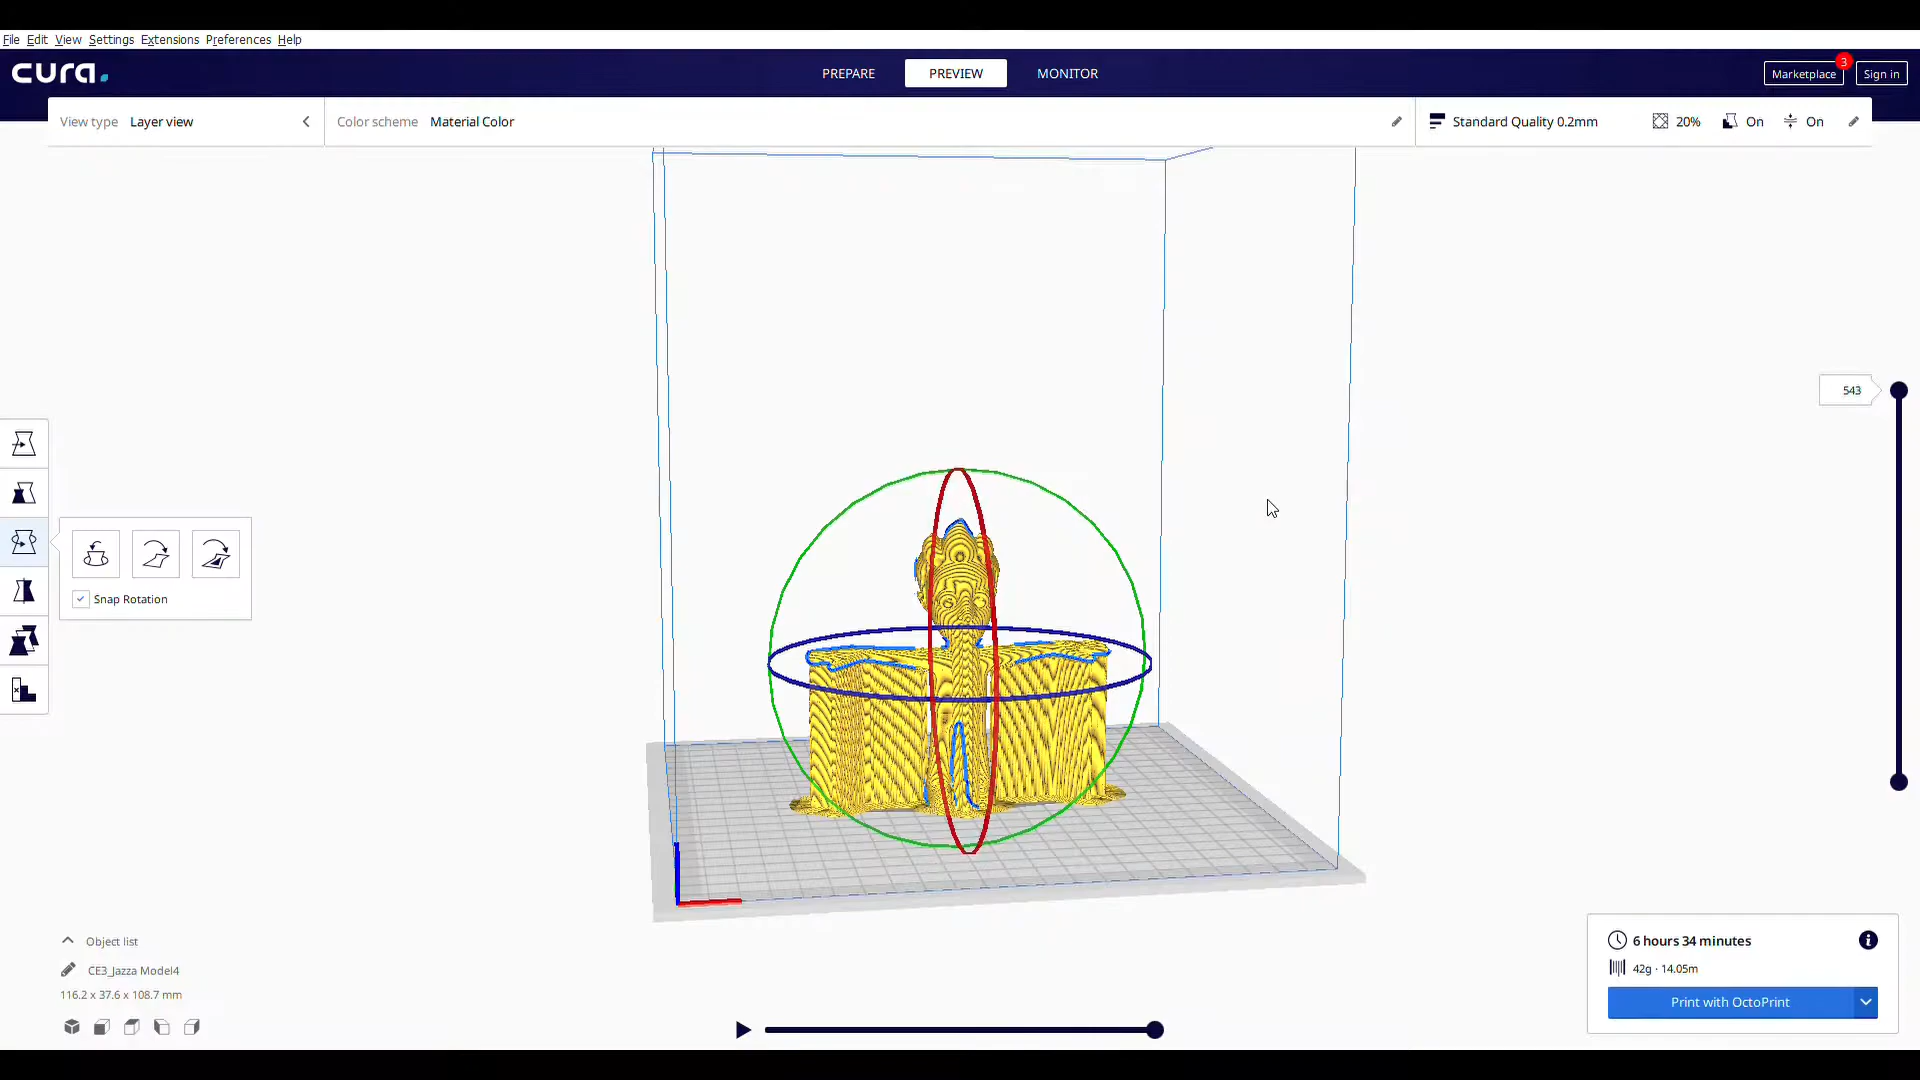 File Edit View Settings Extensions Preferences Help
cura.
PREPARE PREVIEW MONITOR
Marketplace 3 Sign in
View type Layer view Color scheme Material Color Standard Quality 0.2mm 20% On On
543
Snap Rotation
Object list
CE3_Jazza Model4
116.2 x 37.6 x 108.7 mm
6 hours 34 minutes
42g · 14.05m
Print with OctoPrint